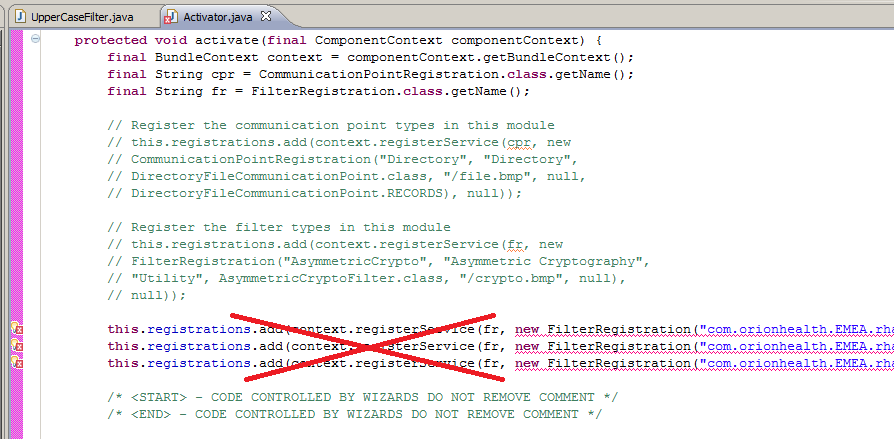 UpperCaseFilter.java
Activator.java
protected void activate(final ComponentContext componentContext) {
final BundleContext context = componentContext.getBundleContext();
final String cpr = CommunicationPointRegistration.class.getName();
final String fr = FilterRegistration.class.getName();
// Register the communication point types in this module
// this.registrations.add(context.registerService(cpr, new
// CommunicationPointRegistration("Directory", "Directory",
// DirectoryFileCommunicationPoint.class, "/file.bmp", null,
// DirectoryFileCommunicationPoint.RECORDS), null));
// Register the filter types in this module
// this.registrations.add(context.registerService(fr, new
// FilterRegistration("AsymmetricCrypto", "Asymmetric Cryptography",
// "Utility", AsymmetricCryptoFilter.class, "/crypto.bmp", null),
// null));
this.registrations.add(context.registerService(fr, new FilterRegistration("com.orionhealth.EMEA.rha
this.registrations.add(context.registerService(fr, new FilterRegistration("com.orionhealth.EMEA.rha
this.registrations.add(context.registerService(fr, new FilterRegistration("com.orionhealth.EMEA.rha
/* <START> - CODE CONTROLLED BY WIZARDS DO NOT REMOVE COMMENT */
/* <END> - CODE CONTROLLED BY WIZARDS DO NOT REMOVE COMMENT */